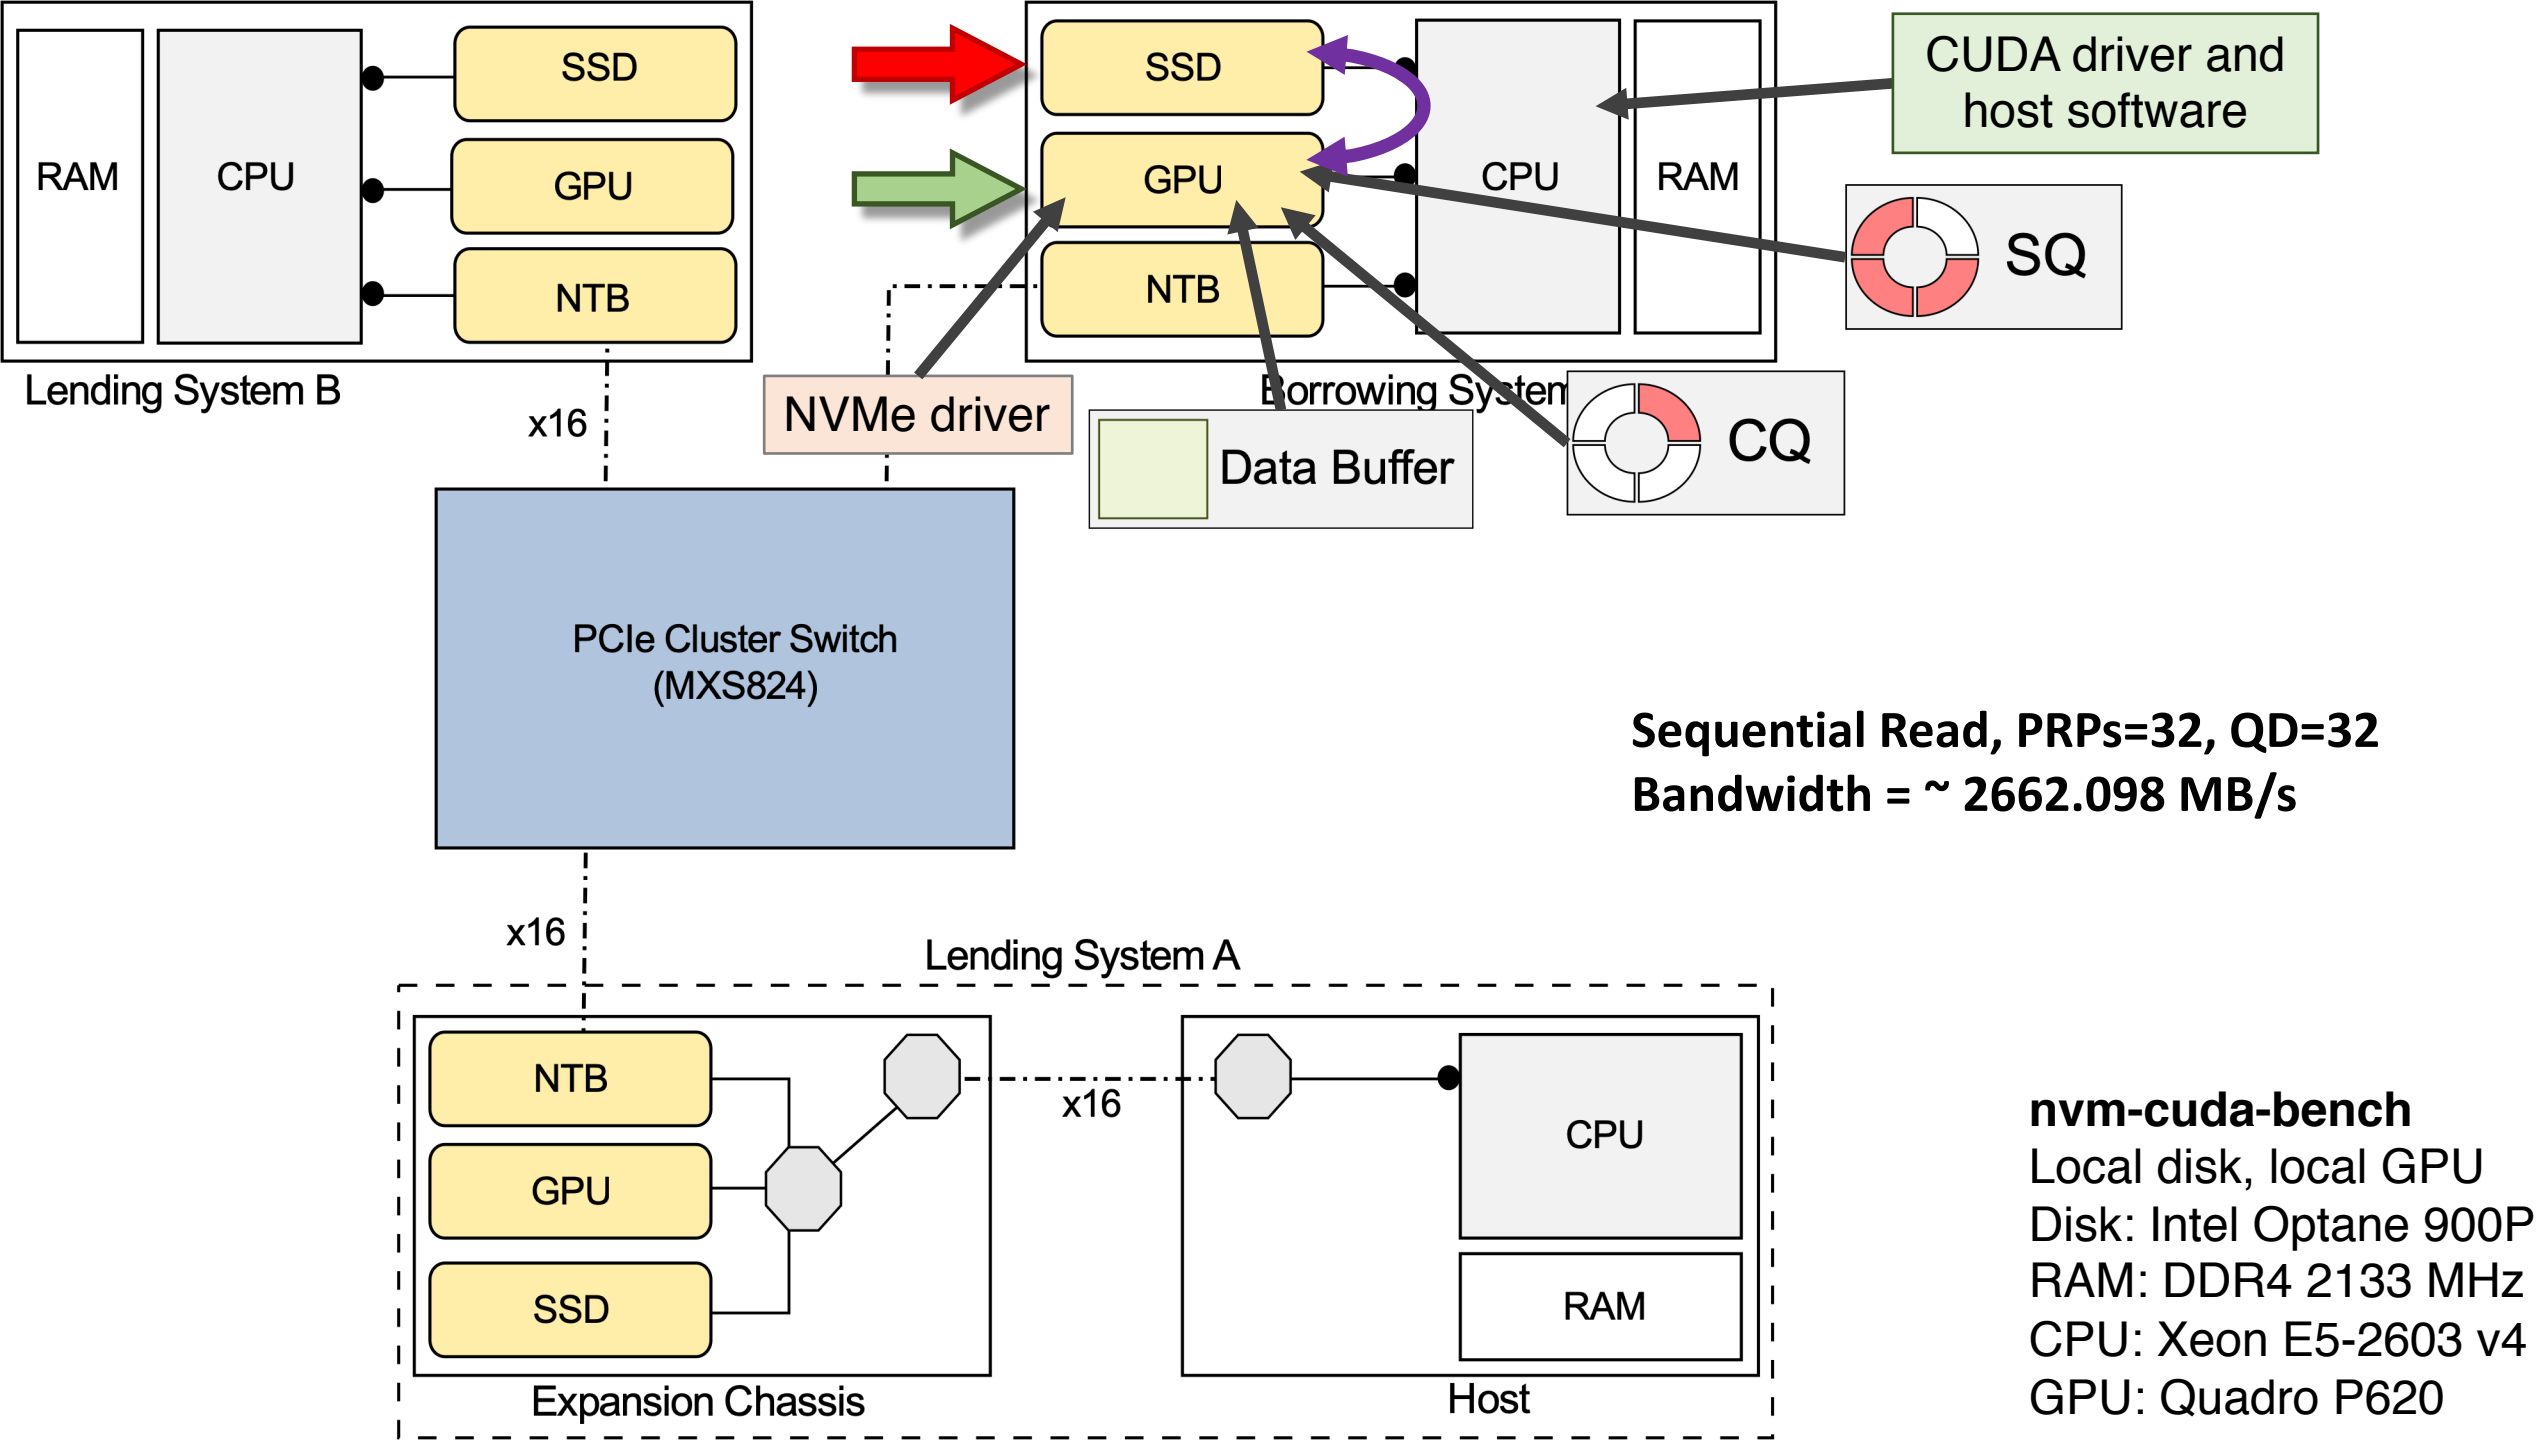 RAM
CPU
SSD
GPU
NTB
Lending System B
SSD
GPU
NTB
CPU
RAM
Borrowing System
CUDA driver and
host software
SQ
CQ
NVMe driver
Data Buffer
x16
PCIe Cluster Switch
(MXS824)
Sequential Read, PRPs=32, QD=32
Bandwidth = ~ 2662.098 MB/s
x16
Lending System A
NTB
GPU
SSD
Expansion Chassis
x16
CPU
RAM
Host
nvm-cuda-bench
Local disk, local GPU
Disk: Intel Optane 900P
RAM: DDR4 2133 MHz
CPU: Xeon E5-2603 v4
GPU: Quadro P620